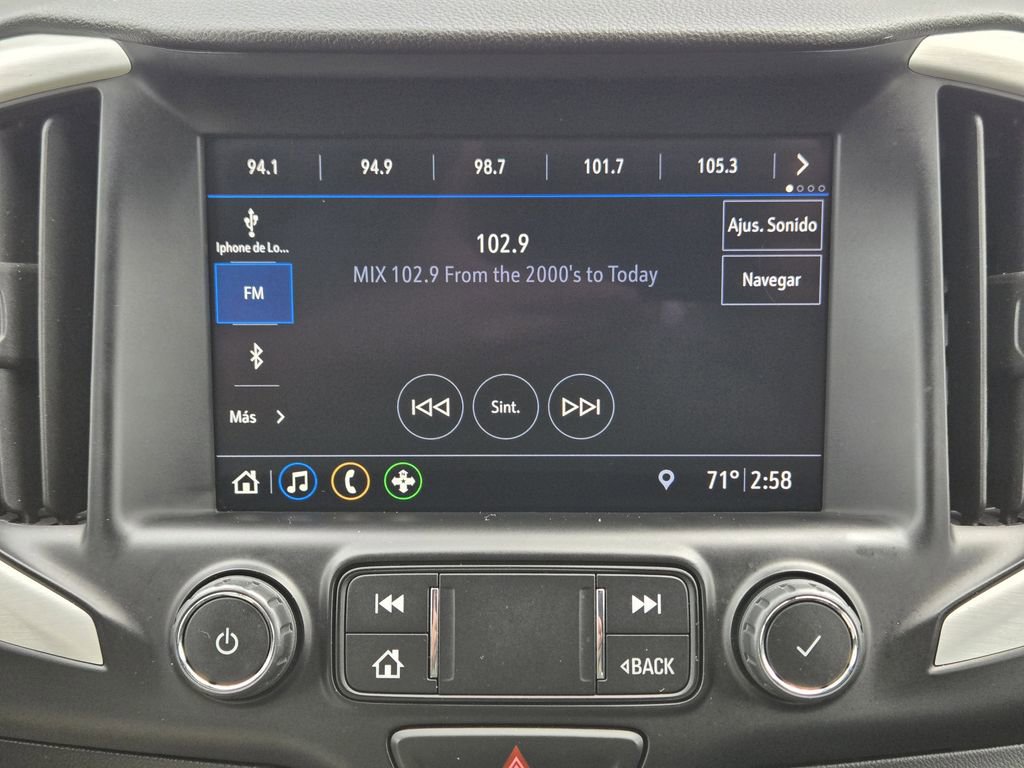 94.1 94.9 98.7 101.7 105.3
Iphone de Lo...
102.9
MIX 102.9 From the 2000's to Today
Ajus. Sonido
FM
Navegar
Más
Sint.
71° 2:58
BACK